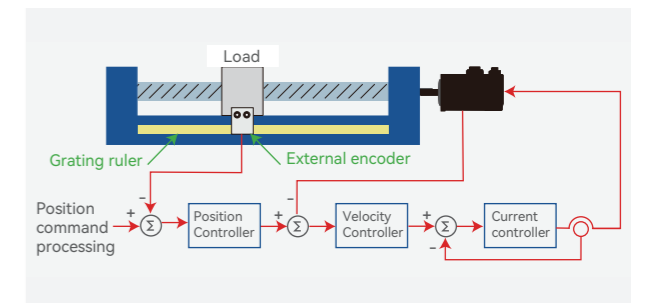 Load
Grating ruler
External encoder
Position
command
processing
+
-
Σ
Position
Controller
+
-
Σ
Velocity
Controller
+
-
Σ
Current
controller